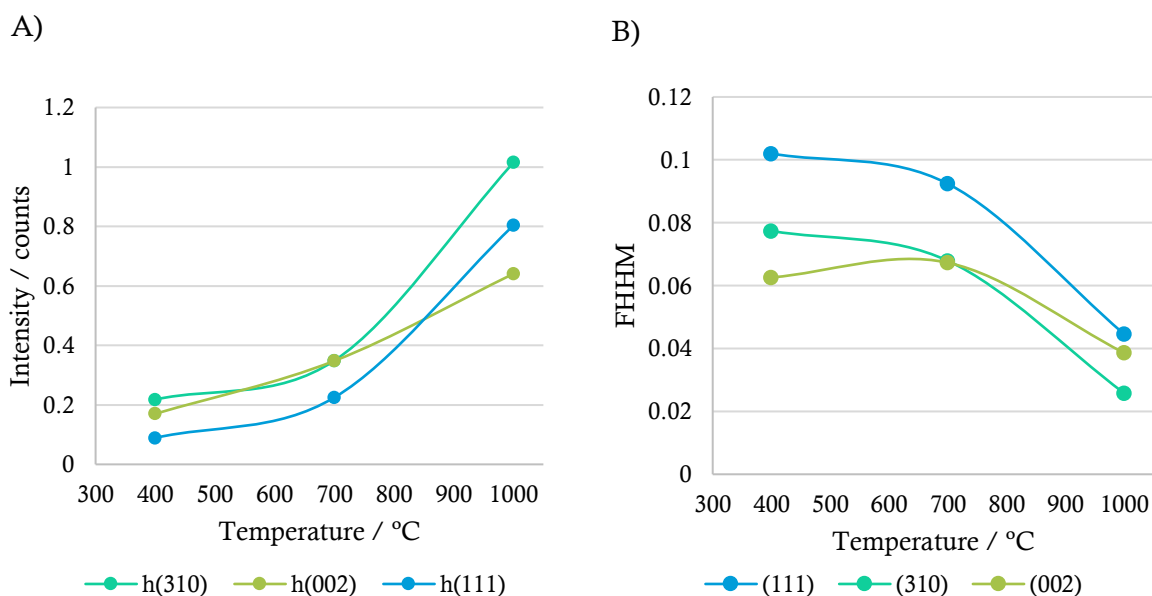 A)
Intensity / counts
1.2
1
0.8
0.6
0.4
0.2
0
300 400 500 600 700 800 900 1000
Temperature / ºC
h(310) h(002) h(111)
B)
FHHM
0.12
0.1
0.08
0.06
0.04
0.02
0
300 400 500 600 700 800 900 1000
Temperature / ºC
(111) (310) (002)